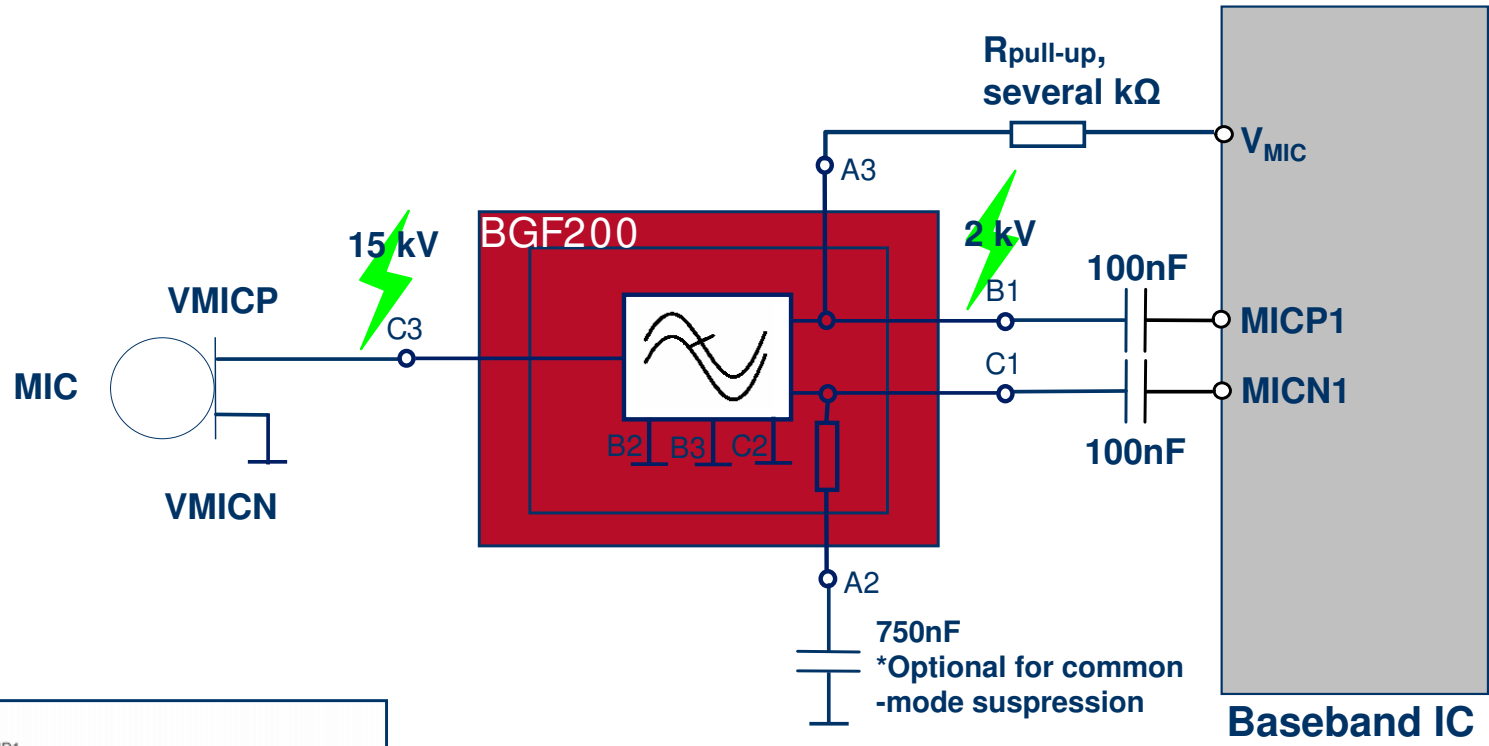 Rpull-up,
several kΩ
VMIC
A3
15 kV
BGF200
2 kV
100nF
VMICP
B1
MICP1
C3
C1
MIC
MICN1
B2
B3
C2
100nF
VMICN
A2
750nF
*Optional for common
-mode suspression
Baseband IC